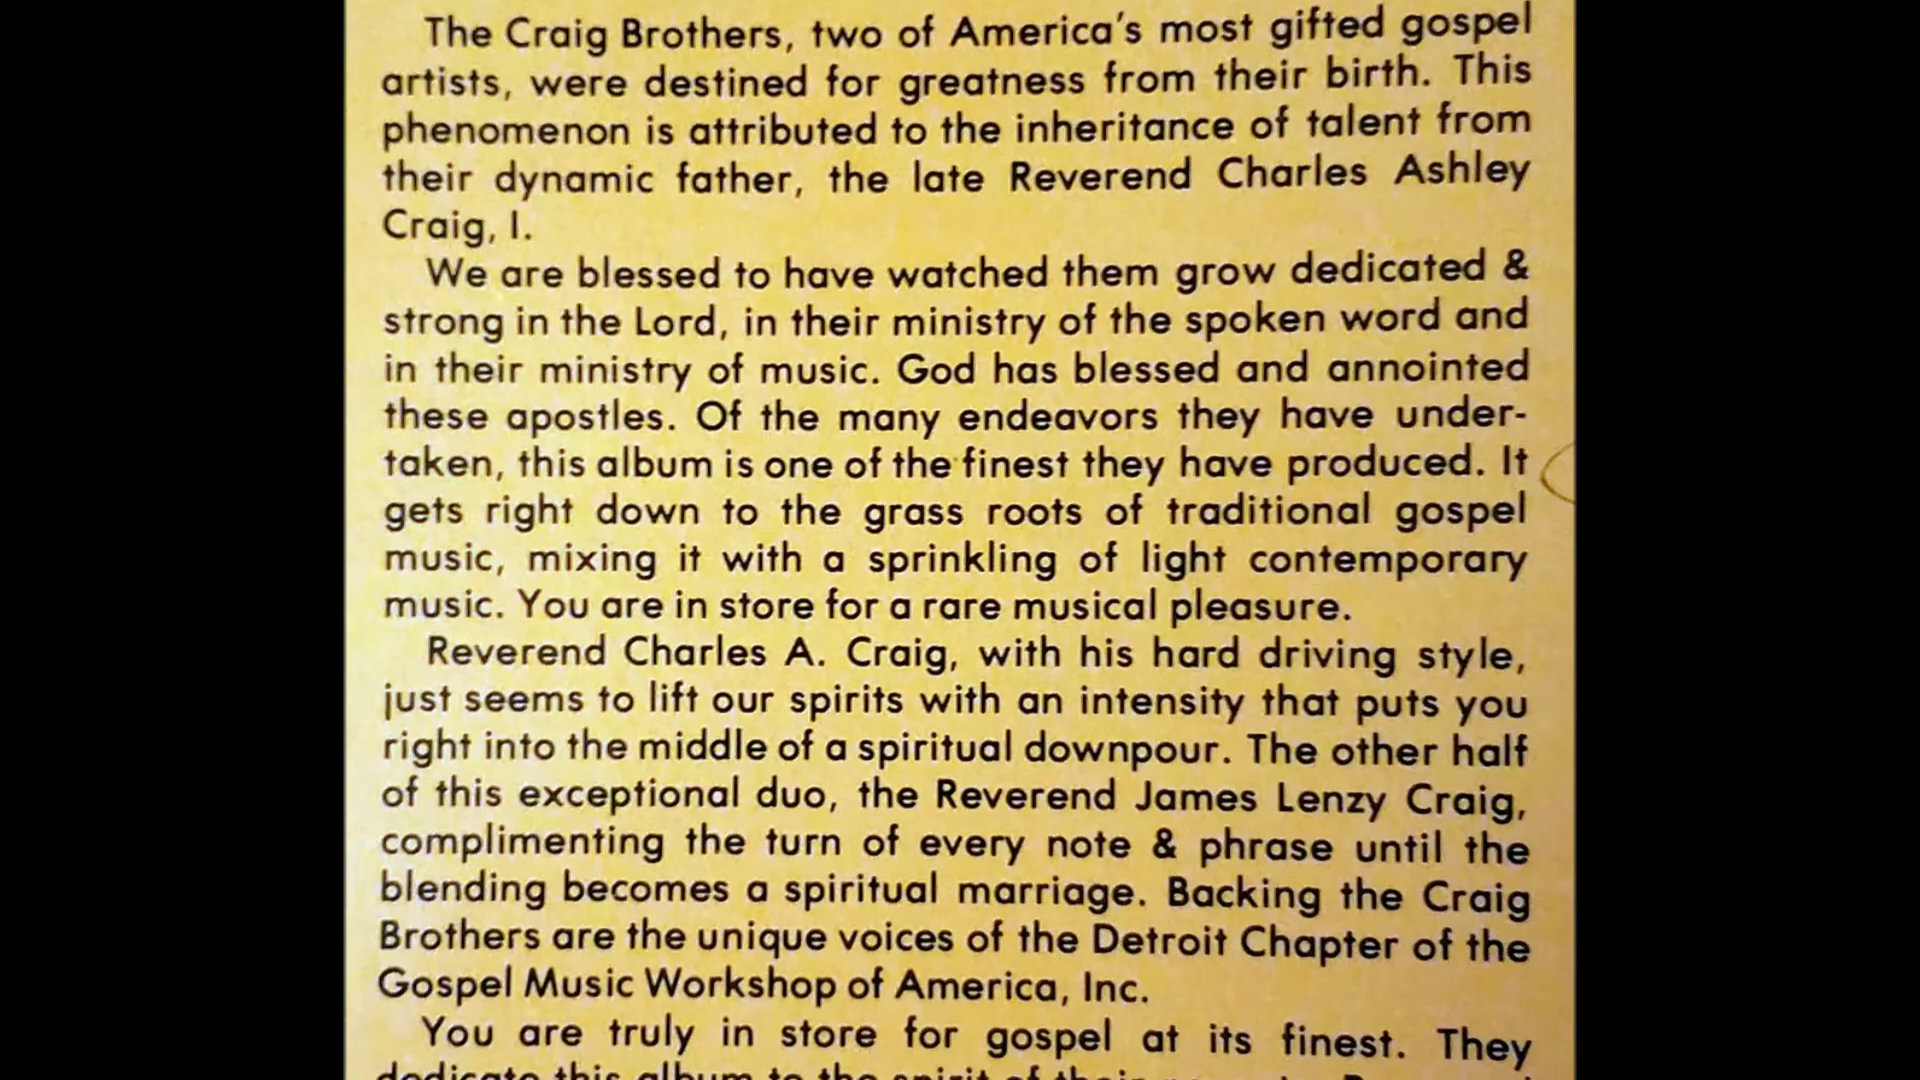 The Craig Brothers, two of America's most gifted gospel
artists, were destined for greatness from their birth. This
phenomenon is attributed to the inheritance of talent from
their dynamic father, the late Reverend Charles Ashley
Craig, I.
We are blessed to have watched them grow dedicated &
strong in the Lord, in their ministry of the spoken word and
in their ministry of music. God has blessed and annointed
these apostles. Of the many endeavors they have under-
taken, this album is one of the finest they have produced. It
gets right down to the grass roots of traditional gospel
music, mixing it with a sprinkling of light contemporary
music. You are in store for a rare musical pleasure.
Reverend Charles A. Craig, with his hard driving style,
just seems to lift our spirits with an intensity that puts you
right into the middle of a spiritual downpour. The other half
of this exceptional duo, the Reverend James Lenzy Craig,
complimenting the turn of every note & phrase until the
blending becomes a spiritual marriage. Backing the Craig
Brothers are the unique voices of the Detroit Chapter of the
Gospel Music Workshop of America, Inc.
You are truly in store for gospel at its finest. They
dedicate this album to the spirit of their